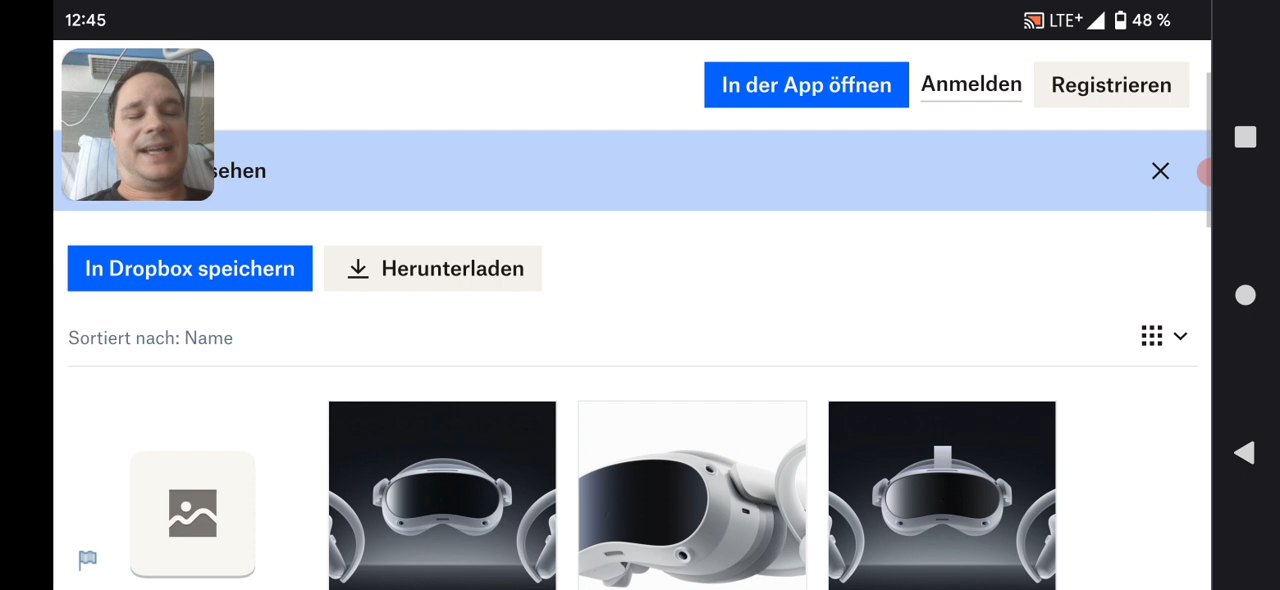 12:45
LTE+ 48 %
In der App öffnen Anmelden Registrieren
sehen
In Dropbox speichern Herunterladen
Sortiert nach: Name